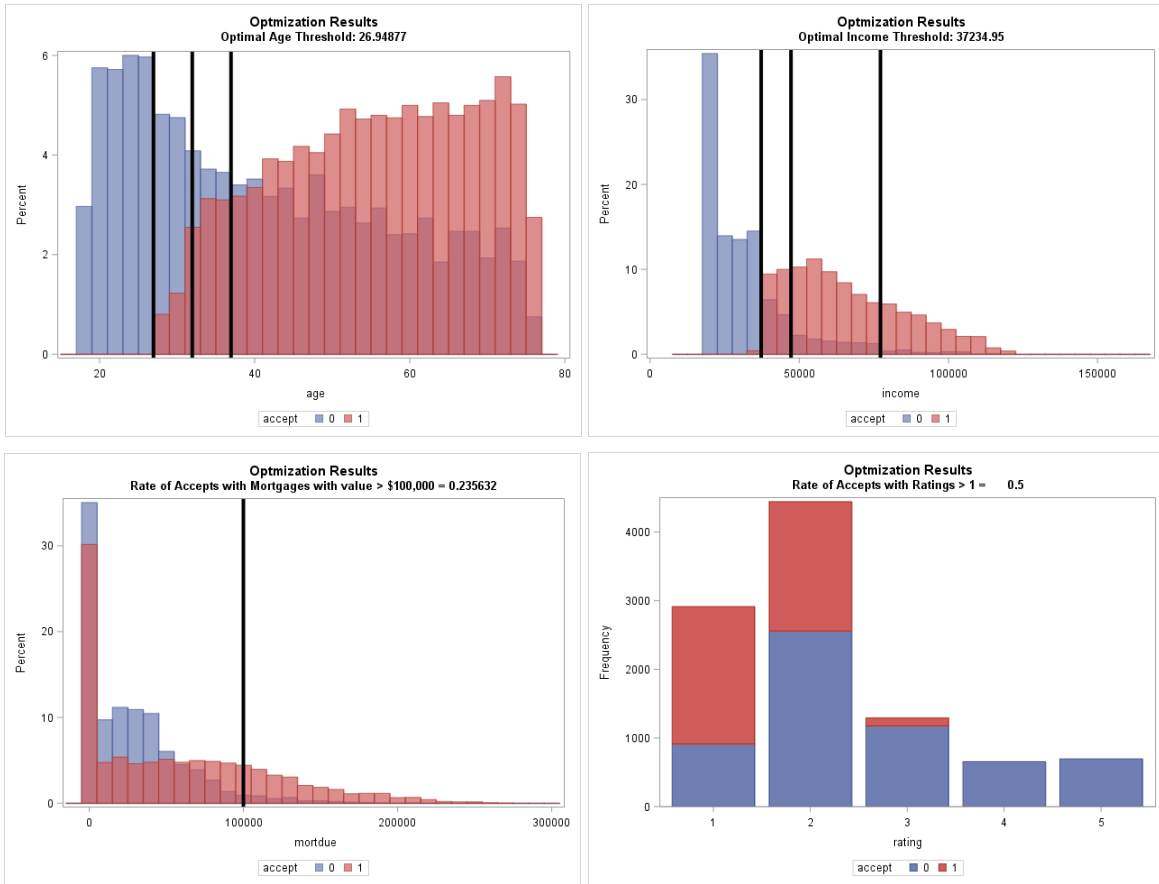 Optmization Results
Optimal Age Threshold: 26.94877
6
4
2
0
Percent
20 40 60 80
age
accept 0 1
Optmization Results
Optimal Income Threshold: 37234.95
30
20
10
0
Percent
0 50000 100000 150000
income
accept 0 1
Optmization Results
Rate of Accepts with Mortgages with value > $100,000 = 0.235632
30
20
10
0
Percent
0 100000 200000 300000
mortdue
accept 0 1
Optmization Results
Rate of Accepts with Ratings > 1 = 0.5
4000
3000
2000
1000
0
Frequency
1 2 3 4 5
rating
accept 0 1